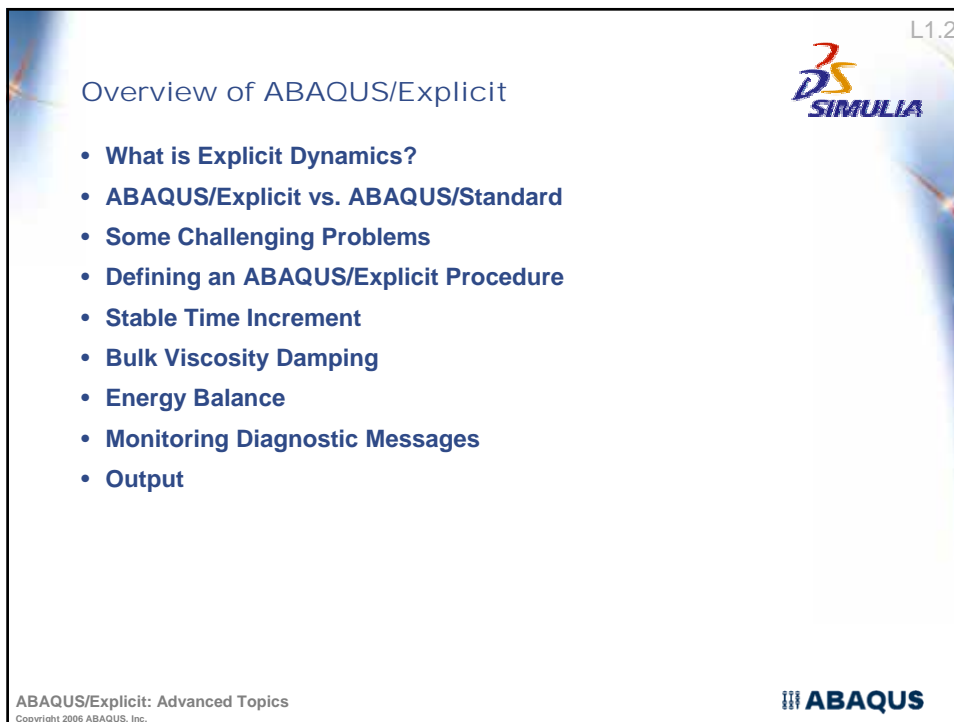 L1.2
Overview of ABAQUS/Explicit
SIMULIA
• What is Explicit Dynamics?
• ABAQUS/Explicit vs. ABAQUS/Standard
• Some Challenging Problems
• Defining an ABAQUS/Explicit Procedure
• Stable Time Increment
• Bulk Viscosity Damping
• Energy Balance
• Monitoring Diagnostic Messages
• Output
ABAQUS/Explicit: Advanced Topics
Copyright 2006 ABAQUS, Inc.
ABAQUS